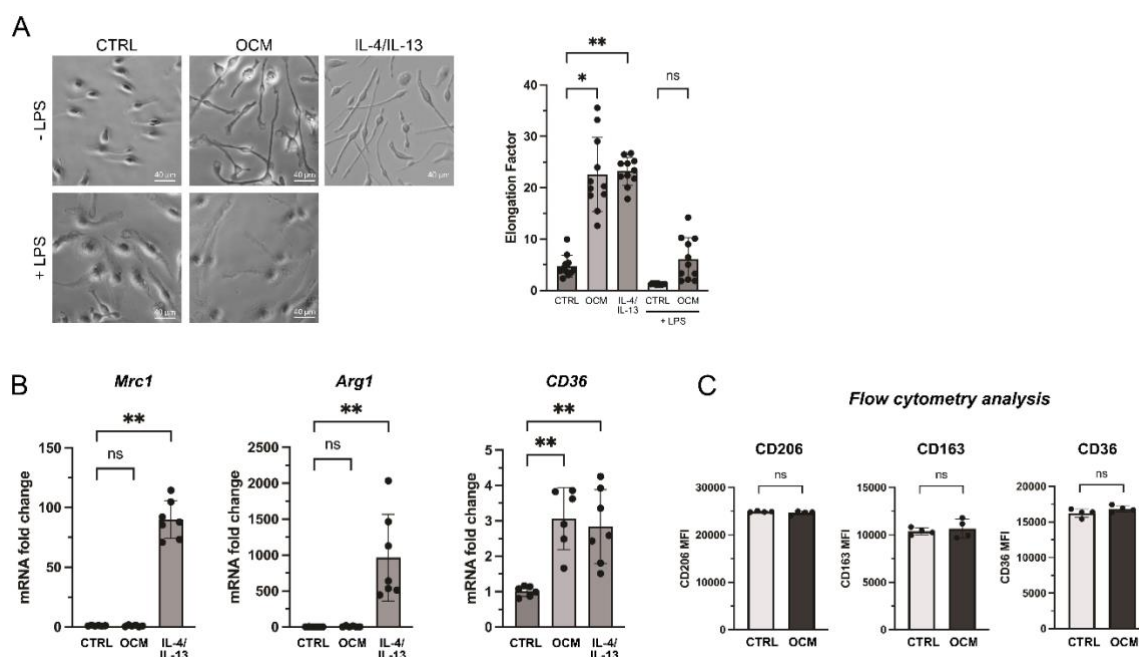 A
CTRL
OCM
IL-4/IL-13
- LPS
40 µm
40 µm
40 µm
+ LPS
40 µm
40 µm
Elongation Factor
40
30
20
10
0
**
*
ns
CTRL
OCM
IL-4/
IL-13
CTRL
OCM
+ LPS
B
Mrc1
mRNA fold change
150
100
50
0
**
ns
CTRL
OCM
IL-4/
IL-13
Arg1
mRNA fold change
2500
2000
1500
1000
500
0
**
ns
CTRL
OCM
IL-4/
IL-13
CD36
mRNA fold change
5
4
3
2
1
0
**
**
CTRL
OCM
IL-4/
IL-13
C
Flow cytometry analysis
CD206
CD206 MFI
30000
20000
10000
0
ns
CTRL
OCM
CD163
CD163 MFI
15000
10000
5000
0
ns
CTRL
OCM
CD36
CD36 MFI
20000
15000
10000
5000
0
ns
CTRL
OCM